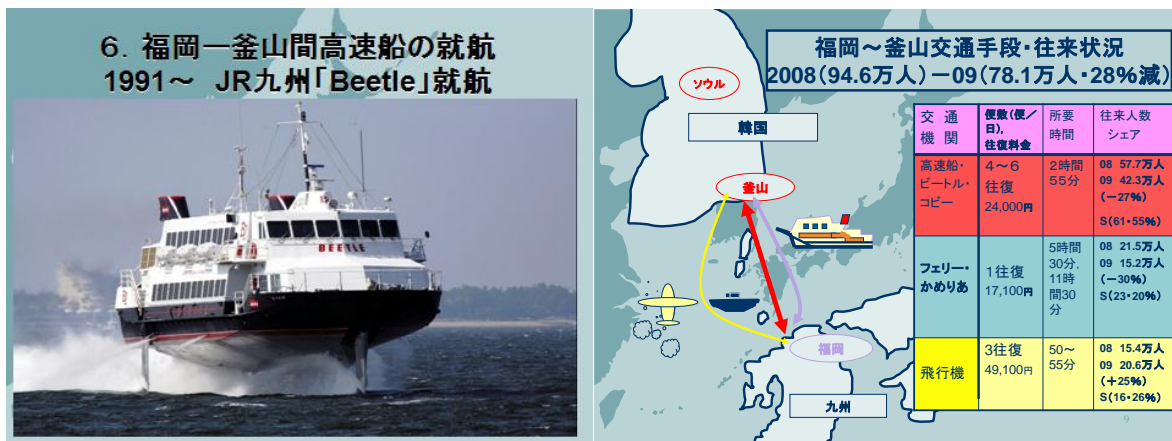 6. 福岡ー釜山間高速船の就航
1991～ JR九州「Beetle」就航
BEETLE
福岡～釜山交通手段・往来状況
2008(94.6万人)－09(78.1万人・28%減)
ソウル
韓国
釜山
福岡
九州
交通
機関
便数(便／
日),
往復料金
所要
時間
往来人数
シェア
高速船・
ビートル・
コビー
4～6
往復
24,000円
2時間
55分
08 57.7万人
09 42.3万人
(－27%)
S(61・55%)
フェリー・
かめりあ
1往復
17,100円
5時間
30分,
11時
間30
分
08 21.5万人
09 15.2万人
(－30%)
S(23・20%)
飛行機
3往復
49,100円
50～
55分
08 15.4万人
09 20.6万人
(＋25%)
S(16・26%)
9